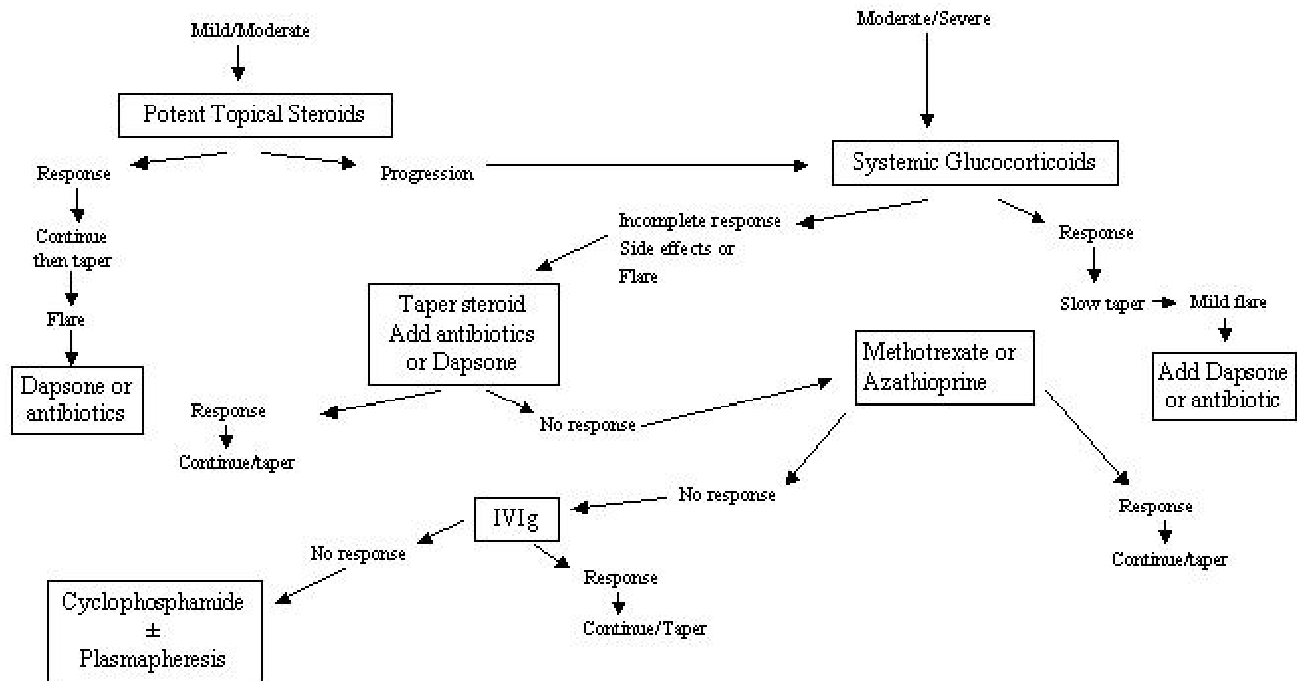 Mild/Moderate
Moderate/Severe
Potent Topical Steroids
Response
Progression
Systemic Glucocorticoids
Continue
then taper
Incomplete response
Side effects or
Flare
Response
Flare
Taper steroid
Add antibiotics
or Dapsone
Slow taper
Mild flare
Dapsone or
antibiotics
Methotrexate or
Azathioprine
Add Dapsone
or antibiotic
Response
No response
Continue/taper
No response
Response
IVIg
Continue/taper
No response
Response
Continue/Taper
Cyclophosphamide
±
Plasmapheresis